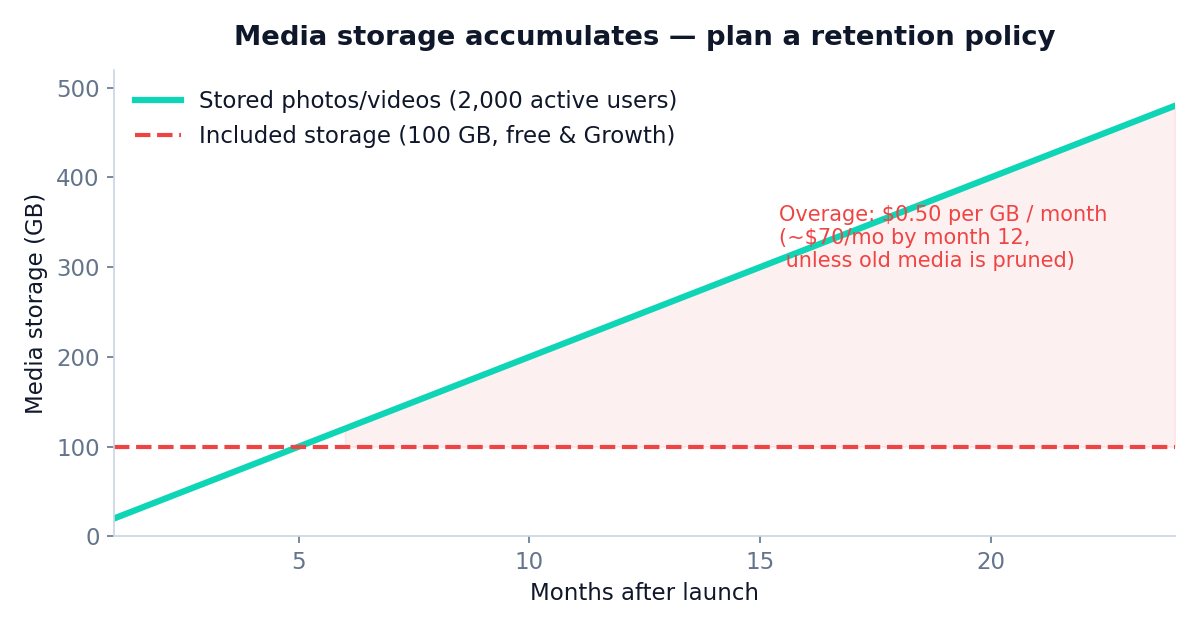 Media storage accumulates — plan a retention policy
500
Stored photos/videos (2,000 active users)
Included storage (100 GB, free & Growth)
400
Overage: $0.50 per GB / month
(~$70/mo by month 12,
unless old media is pruned)
300
200
100
0
Media storage (GB)
5 10 15 20
Months after launch